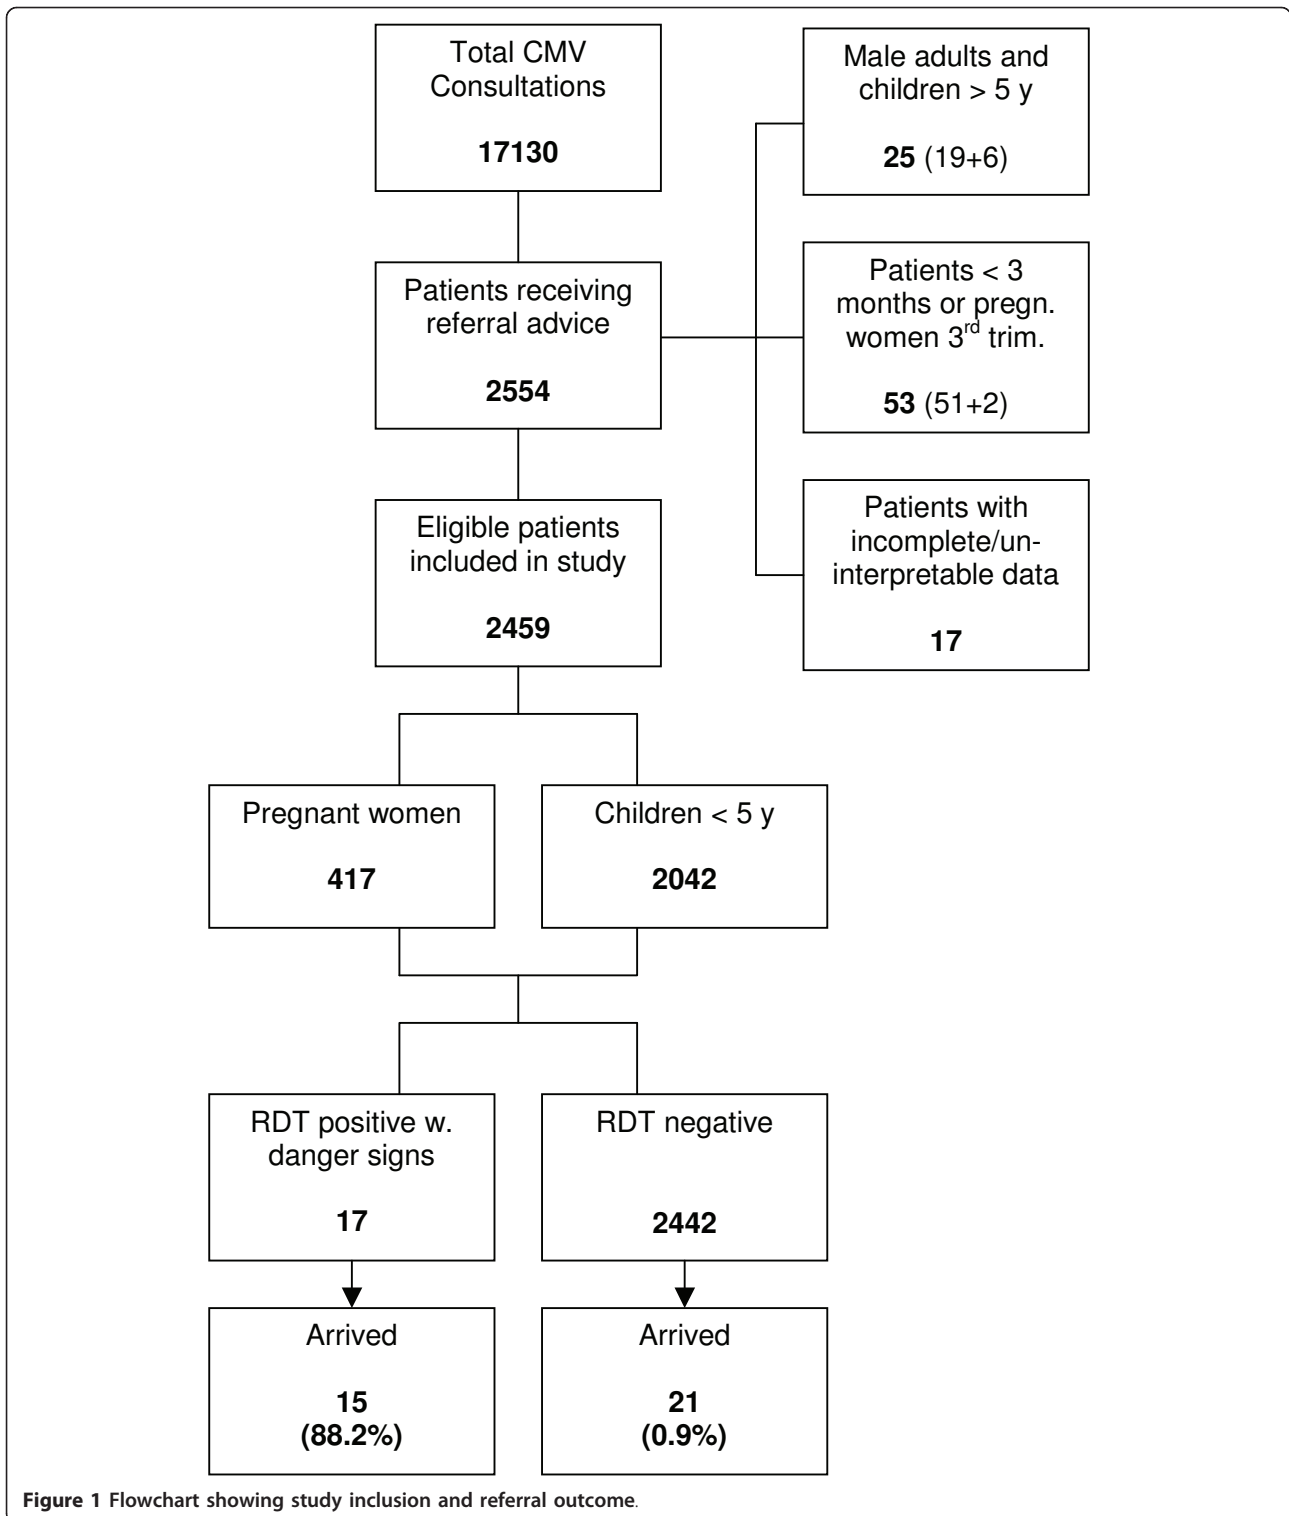 Total CMV
Consultations
17130
Male adults and
children > 5 y
25 (19+6)
Patients receiving
referral advice
2554
Patients < 3
months or pregn.
women 3rd trim.
53 (51+2)
Eligible patients
included in study
2459
Patients with
incomplete/un-
interpretable data
17
Pregnant women
417
Children < 5 y
2042
RDT positive w.
danger signs
17
RDT negative
2442
Arrived
15
(88.2%)
Arrived
21
(0.9%)
Figure 1 Flowchart showing study inclusion and referral outcome.